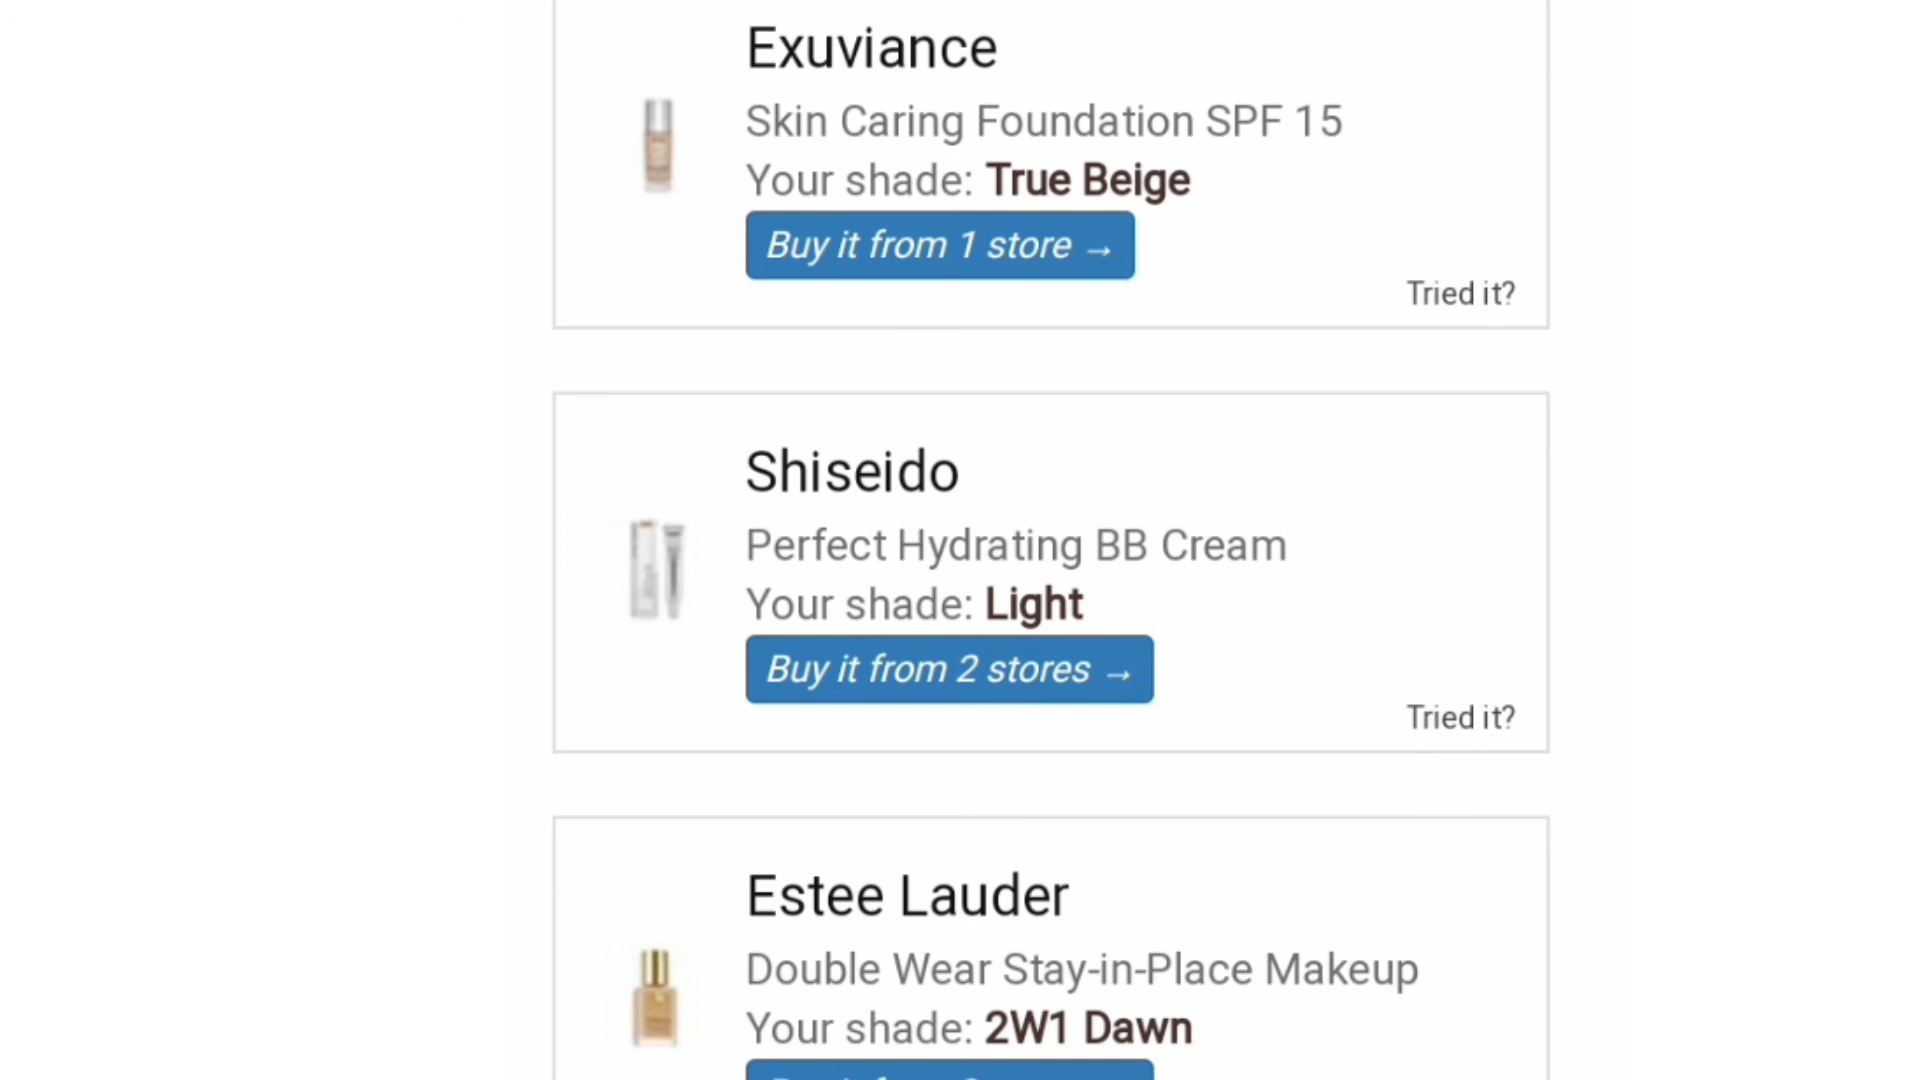 Exuviance
Skin Caring Foundation SPF 15
Your shade: True Beige
Buy it from 1 store →
Tried it?
Shiseido
Perfect Hydrating BB Cream
Your shade: Light
Buy it from 2 stores →
Tried it?
Estee Lauder
Double Wear Stay-in-Place Makeup
Your shade: 2W1 Dawn